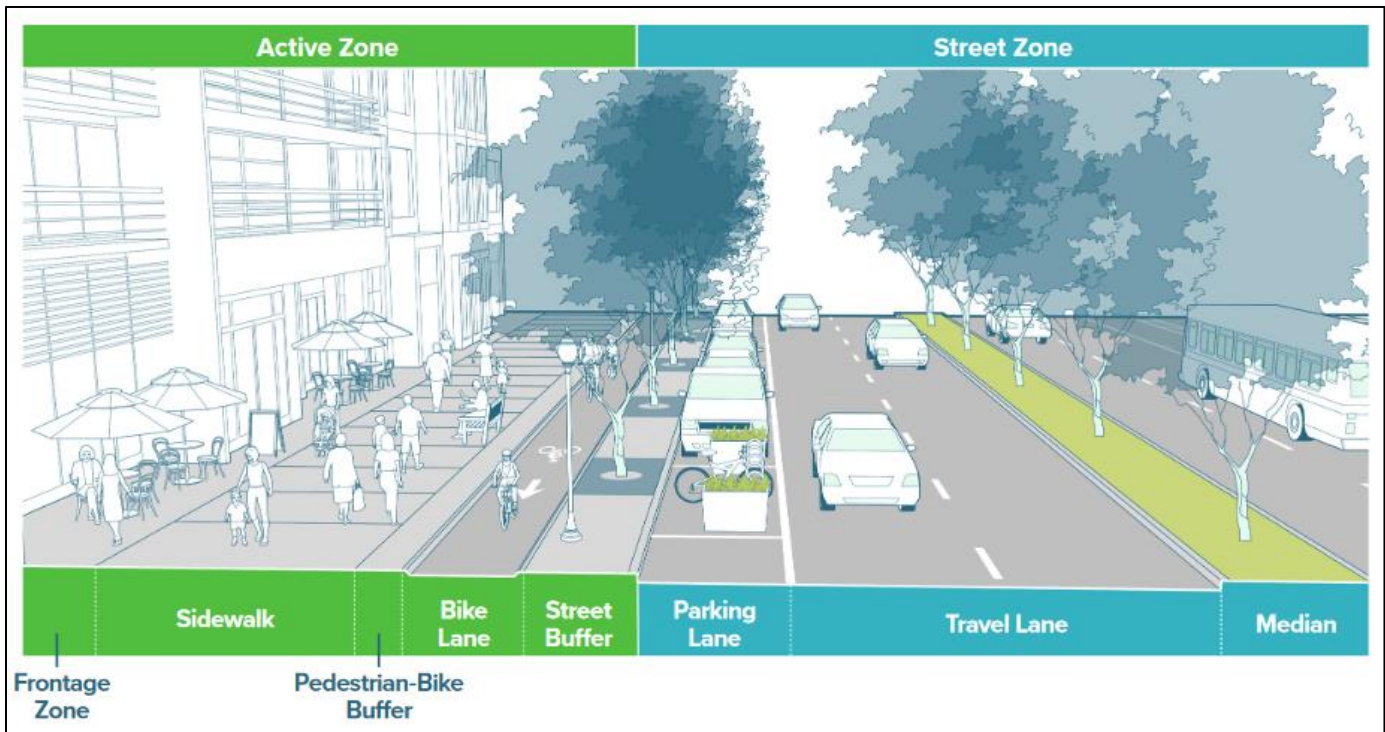 Active Zone
Street Zone
Sidewalk
Bike
Lane
Street
Buffer
Parking
Lane
Travel Lane
Median
Frontage
Zone
Pedestrian-Bike
Buffer